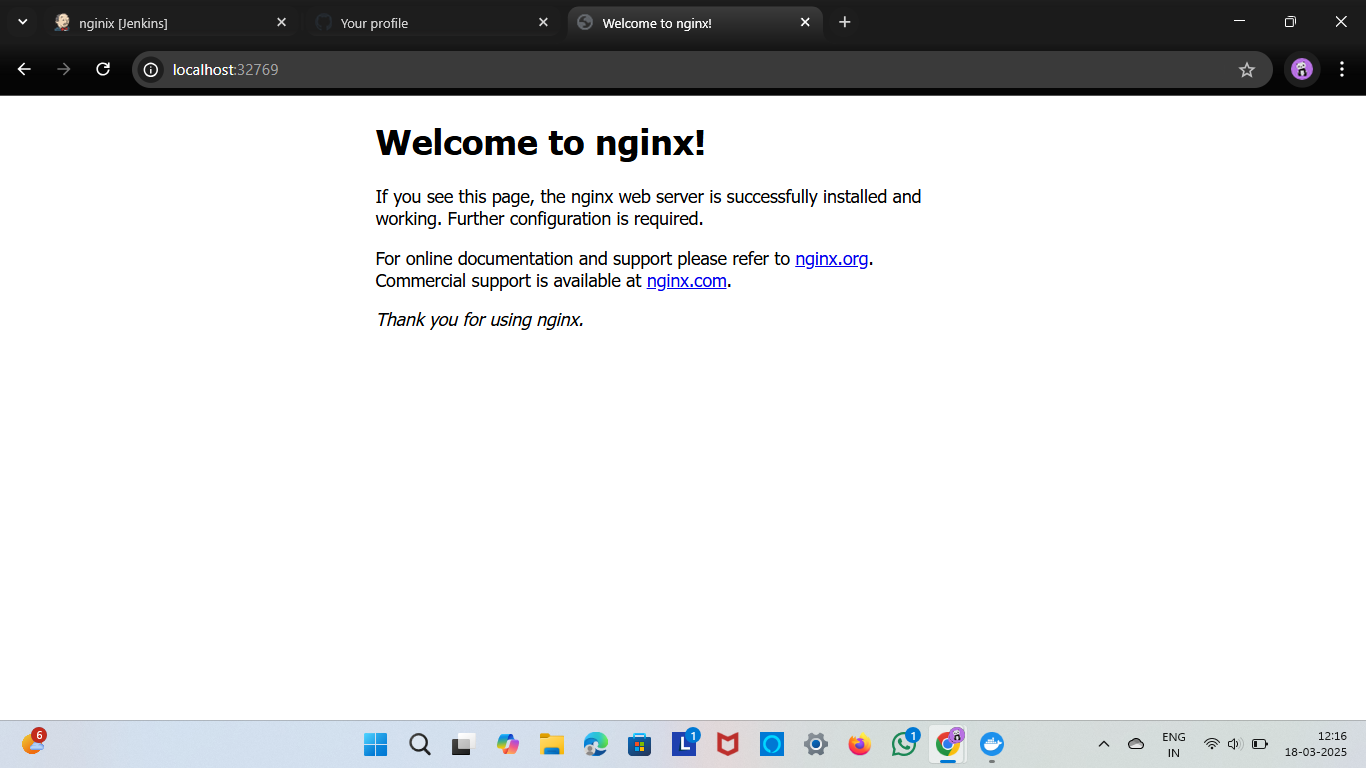 nginix [Jenkins]
Your profile
Welcome to nginx!
localhost:32769
Welcome to nginx!
If you see this page, the nginx web server is successfully installed and
working. Further configuration is required.
For online documentation and support please refer to nginx.org.
Commercial support is available at nginx.com.
Thank you for using nginx.
6
L
1
1
ENG
IN
12:16
18-03-2025